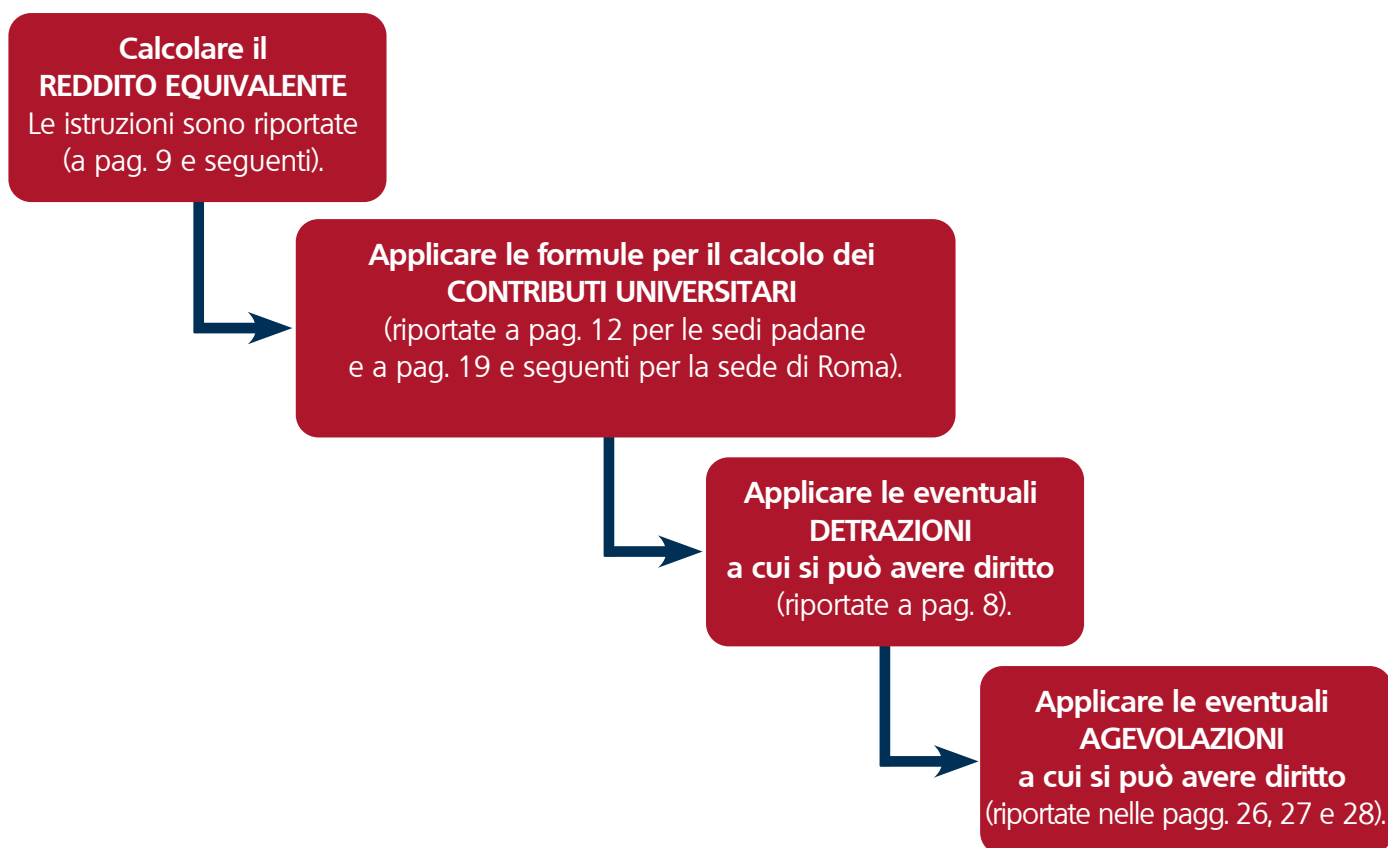 Calcolare il
REDDITO EQUIVALENTE
Le istruzioni sono riportate
(a pag. 9 e seguenti).
Applicare le formule per il calcolo dei
CONTRIBUTI UNIVERSITARI
(riportate a pag. 12 per le sedi padane
e a pag. 19 e seguenti per la sede di Roma).
Applicare le eventuali
DETRAZIONI
a cui si può avere diritto
(riportate a pag. 8).
Applicare le eventuali
AGEVOLAZIONI
a cui si può avere diritto
(riportate nelle pagg. 26, 27 e 28).